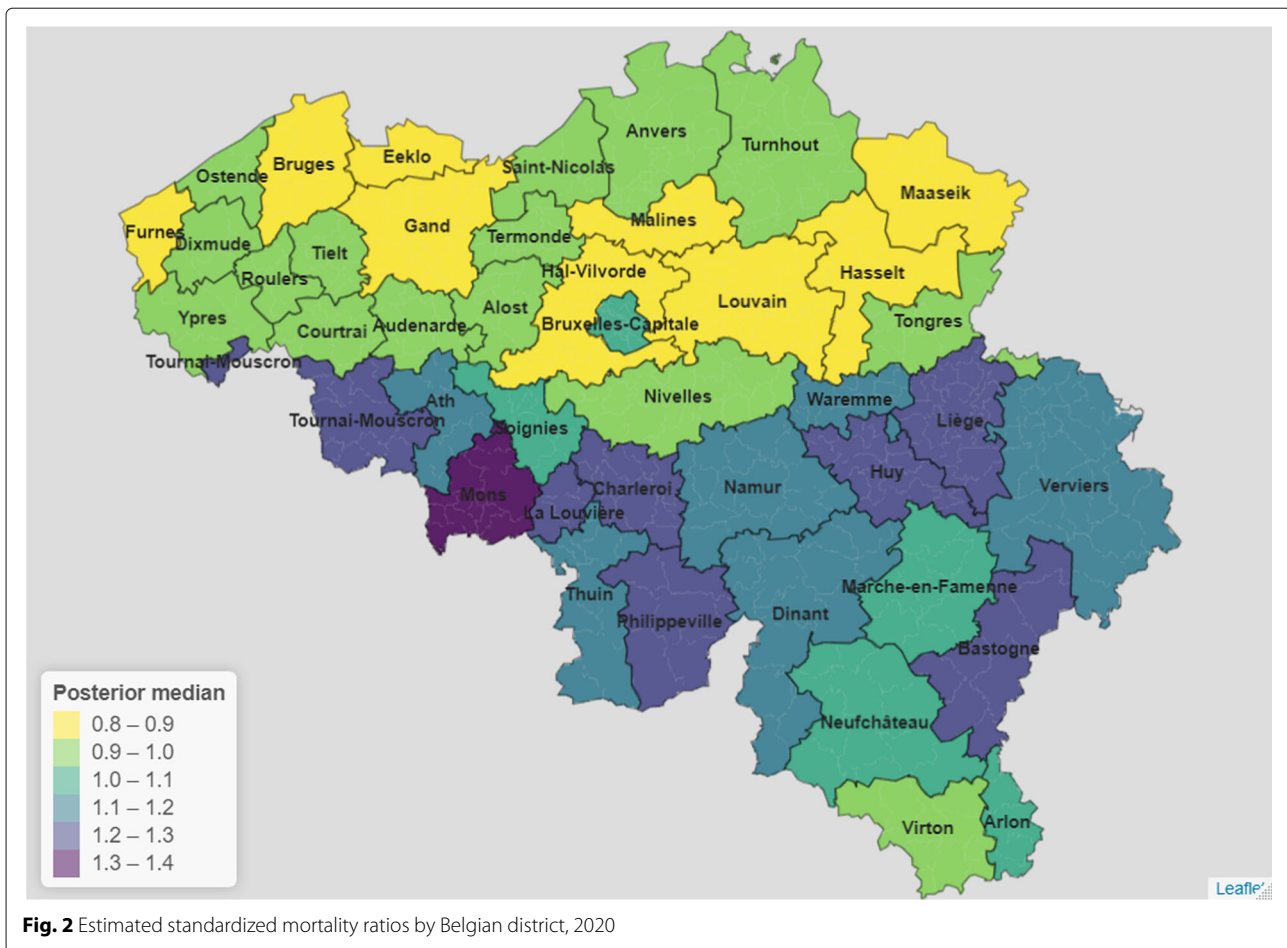 Anvers
Turnhout
Bruges
Eeklo
Saint-Nicolas
Ostende
Maaseik
Malines
Gand
Furnes
Dixmude
Termonde
Tielt
Hal-Vilvorde
Hasselt
Roulers
Louvain
Alost
Ypres
Courtrai
Audenarde
Bruxelles-Capitale
Tongres
Tournai-Mouscron
Nivelles
Ath
Waremme
Tournai-Mouscron
Soignies
Liège
Huy
Mons
Charleroi
Namur
Verviers
La Louvière
Marche-en-Famenne
Thuin
Dinant
Philippeville
Bastogne
Neufchâteau
Virton
Arlon
Posterior median
0.8 – 0.9
0.9 – 1.0
1.0 – 1.1
1.1 – 1.2
1.2 – 1.3
1.3 – 1.4
Fig. 2 Estimated standardized mortality ratios by Belgian district, 2020